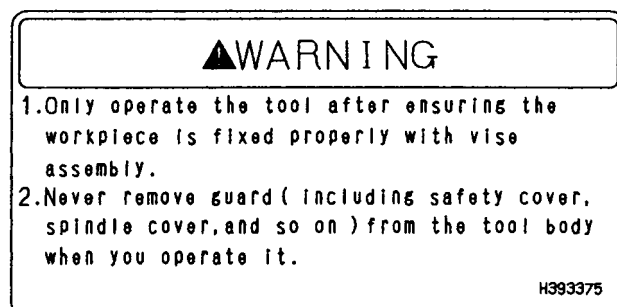 ⚠WARNING
1.Only operate the tool after ensuring the
workpiece is fixed properly with vise
assembly.
2.Never remove guard( including safety cover,
spindle cover,and so on )from the tool body
when you operate it.
H393375